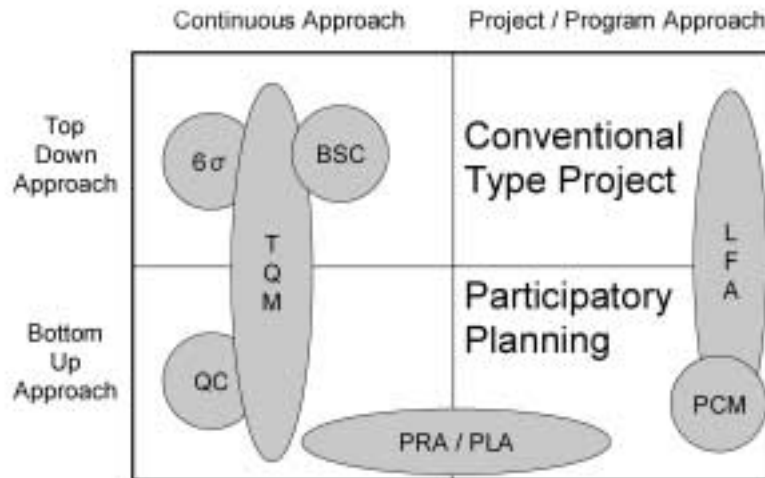 Continuous Approach
Project / Program Approach
Top
Down
Approach
6σ
BSC
Conventional
Type Project
T
Q
M
L
F
A
Bottom
Up
Approach
QC
Participatory
Planning
PCM
PRA / PLA